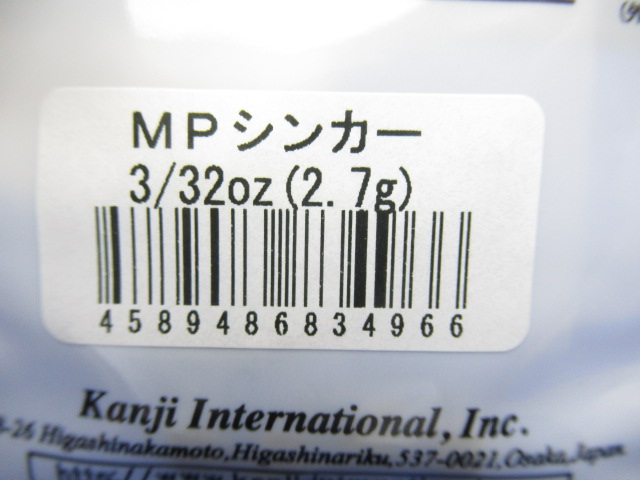 MPシンカー
3/32oz(2.7g)
4589486834966
Kanji International, Inc.
-26 Higashinakamoto, Higashinariku, 537-0021, Osaka, Japan